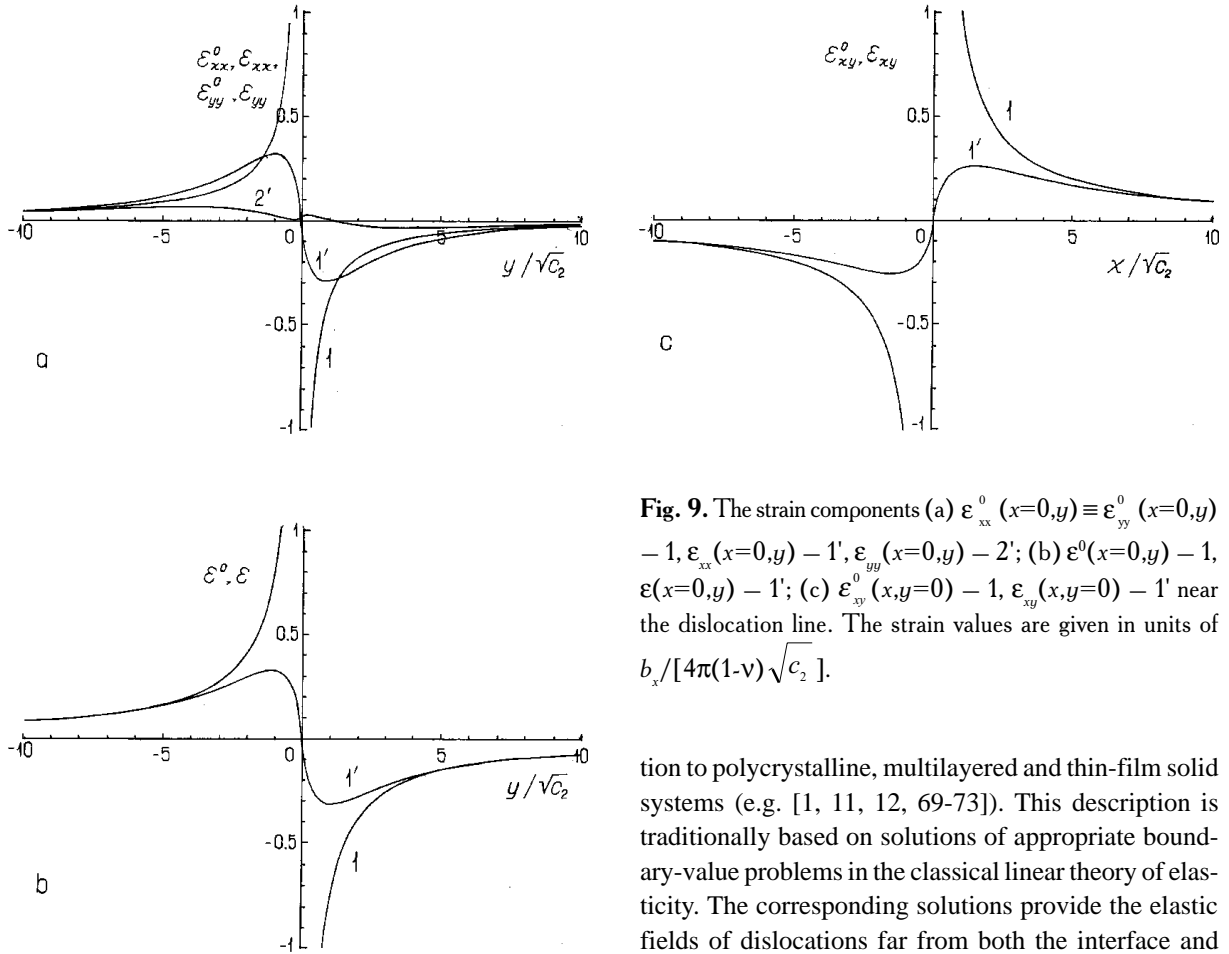 1
ε⁰xx, εxx,
ε⁰yy, εyy
0.5
2'
-10
-5
0
5
10
1'
y/√c₂
-0.5
1
a
-1
1
ε⁰xy, εxy
0.5
1
1'
-10
-5
0
5
10
x/√c₂
-0.5
c
-1
1
ε⁰, ε
0.5
-10
-5
0
5
10
1'
y/√c₂
-0.5
1
b
-1
Fig. 9. The strain components (a) ε⁰xx (x=0,y) ≡ ε⁰yy (x=0,y)
– 1, εxx(x=0,y) – 1', εyy(x=0,y) – 2'; (b) ε⁰(x=0,y) – 1,
ε(x=0,y) – 1'; (c) ε⁰xy(x,y=0) – 1, εxy(x,y=0) – 1' near
the dislocation line. The strain values are given in units of
bx/[4π(1-ν)√c₂ ].
tion to polycrystalline, multilayered and thin-film solid
systems (e.g. [1, 11, 12, 69-73]). This description is
traditionally based on solutions of appropriate bound-
ary-value problems in the classical linear theory of elas-
ticity. The corresponding solutions provide the elastic
fields of dislocations far from both the interface and